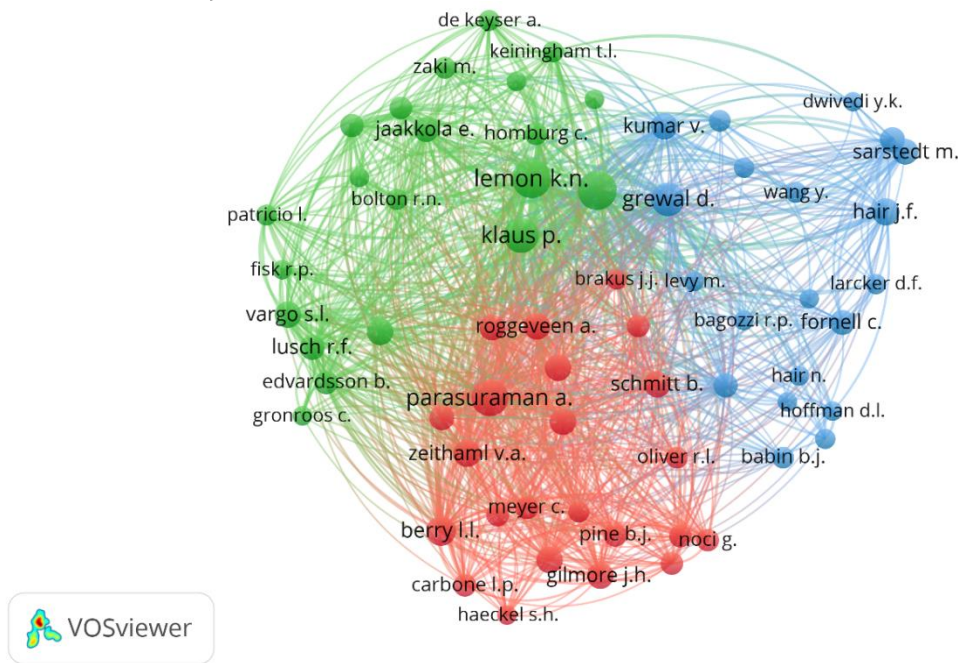 de keyser a.
keiningham t.l.
zaki m.
dwivedi y.k.
jaakkola e.
homburg c.
kumar v.
sarstedt m.
lemon k.n.
wang y.
bolton r.n.
grewal d.
patricio l.
hair j.f.
klaus p.
fisk r.p.
brakus j.j.
levy m.
larcker d.f.
vargo s.l.
roggeveen a.
bagozzi r.p.
fornell c.
lusch r.f.
edvardsson b.
schmitt b.
hair n.
parasuraman a.
gronroos c.
hoffman d.l.
zeithaml v.a.
oliver r.l.
babin b.j.
meyer c.
berry l.l.
pine b.j.
noci g.
carbone l.p.
gilmore j.h.
haeckel s.h.
VOSviewer